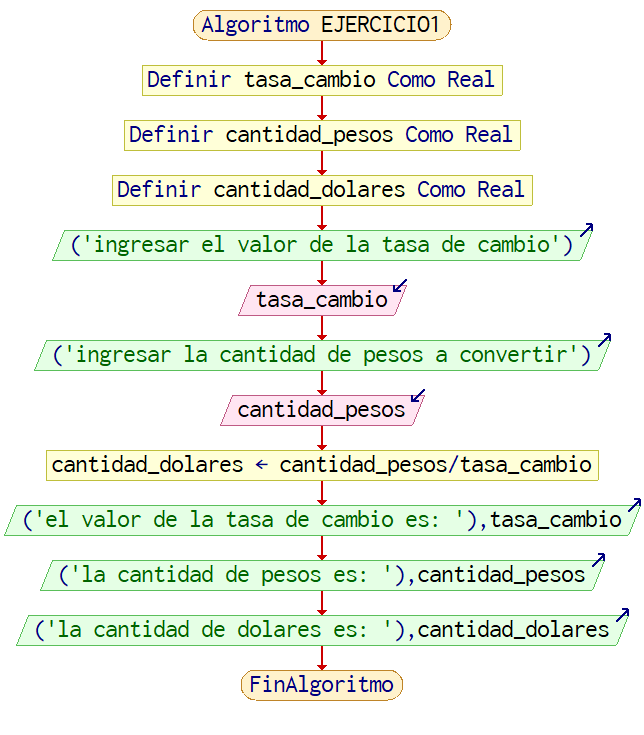 Algoritmo EJERCICIO1
Definir tasa_cambio Como Real
Definir cantidad_pesos Como Real
Definir cantidad_dolares Como Real
('ingresar el valor de la tasa de cambio')
tasa_cambio
('ingresar la cantidad de pesos a convertir')
cantidad_pesos
cantidad_dolares ← cantidad_pesos/tasa_cambio
('el valor de la tasa de cambio es: '),tasa_cambio
('la cantidad de pesos es: '),cantidad_pesos
('la cantidad de dolares es: '),cantidad_dolares
FinAlgoritmo